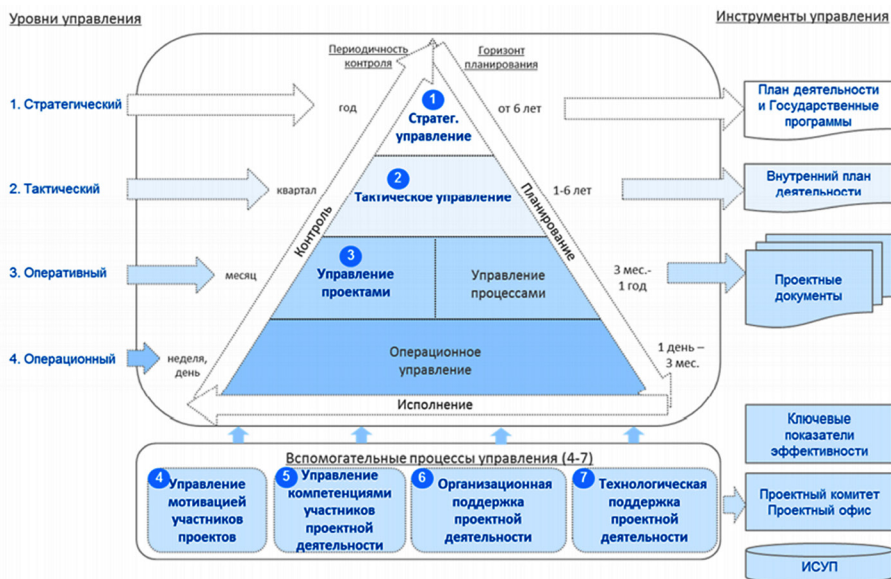 Уровни управления
Инструменты управления
Периодичность
контроля
Горизонт
планирования
1. Стратегический
год
1
Стратег.
управление
от 6 лет
План деятельности
и Государственные
программы
2. Тактический
квартал
2
Тактическое управление
1-6 лет
Внутренний план
деятельности
Контроль
Планирование
3. Оперативный
месяц
3
Управление
проектами
Управление
процессами
3 мес.-
1 год
Проектные
документы
4. Операционный
неделя,
день
Операционное
управление
1 день –
3 мес.
Исполнение
Вспомогательные процессы управления (4-7)
4
Управление
мотивацией
участников
проектов
5
Управление
компетенциями
участников
проектной
деятельности
6
Организационная
поддержка
проектной
деятельности
7
Технологическая
поддержка
проектной
деятельности
Ключевые
показатели
эффективности
Проектный комитет
Проектный офис
ИСУП